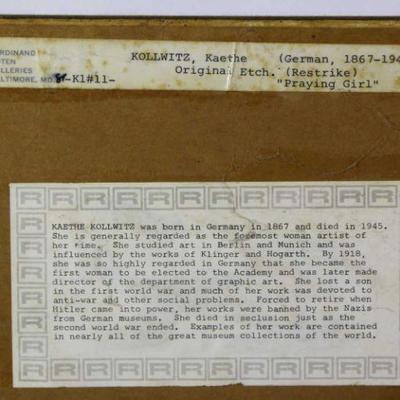 KOLLWITZ, Kaethe (German, 1867-194
Original Etch. (Restrike)
"Praying Girl"
RDINAND
OTEN
ALLERIES
ALTIMORE, MD.
-K1#11-
KAETHE KOLLWITZ was born in Germany in 1867 and died in 1945.
She is generally regarded as the foremost woman artist of
her time. She studied art in Berlin and Munich and was
influenced by the works of Klinger and Hogarth. By 1918,
she was so highly regarded in Germany that she became the
first woman to be elected to the Academy and was later made
director of the department of graphic art. She lost a son
in the first world war and much of her work was devoted to
anti-war and other social problems. Forced to retire when
Hitler came into power, her works were banned by the Nazis
from German museums. She died in seclusion just as the
second world war ended. Examples of her work are contained
in nearly all of the great museum collections of the world.